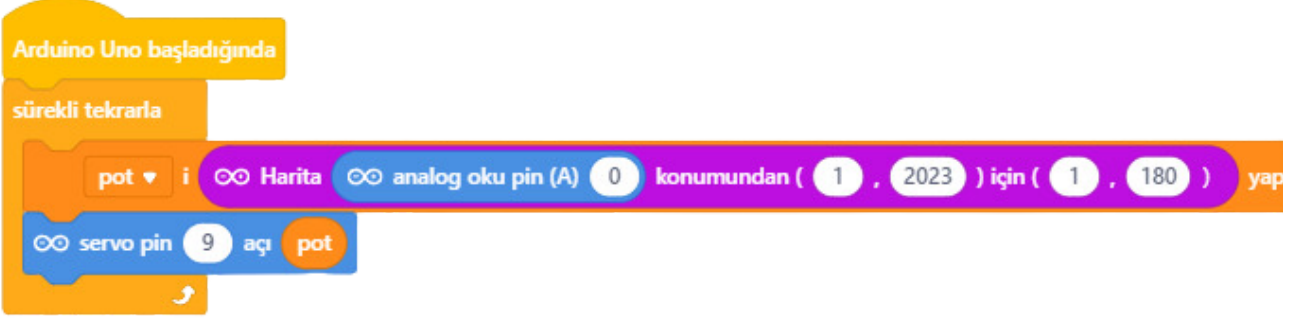 Arduino Uno başladığında
sürekli tekrarla
pot ▾ i Harita analog oku pin (A) 0 konumundan ( 1 , 2023 ) için ( 1 , 180 ) yap
servo pin 9 açı pot